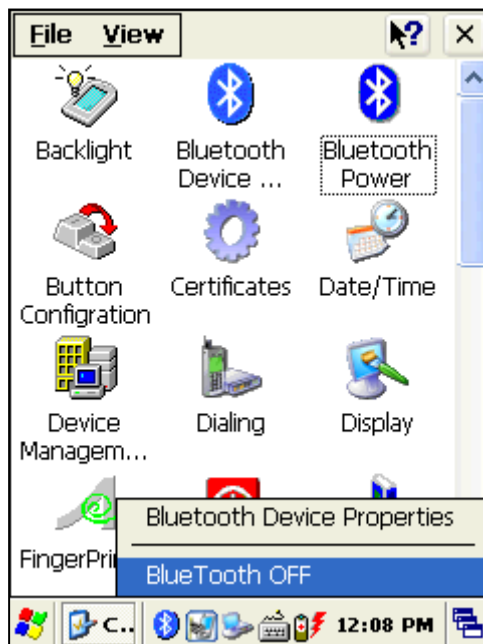 File View ?
Backlight
Bluetooth Device ...
Bluetooth Power
Button Configration
Certificates
Date/Time
Device Managem...
Dialing
Display
FingerPri
Bluetooth Device Properties
BlueTooth OFF
C.. 12:08 PM